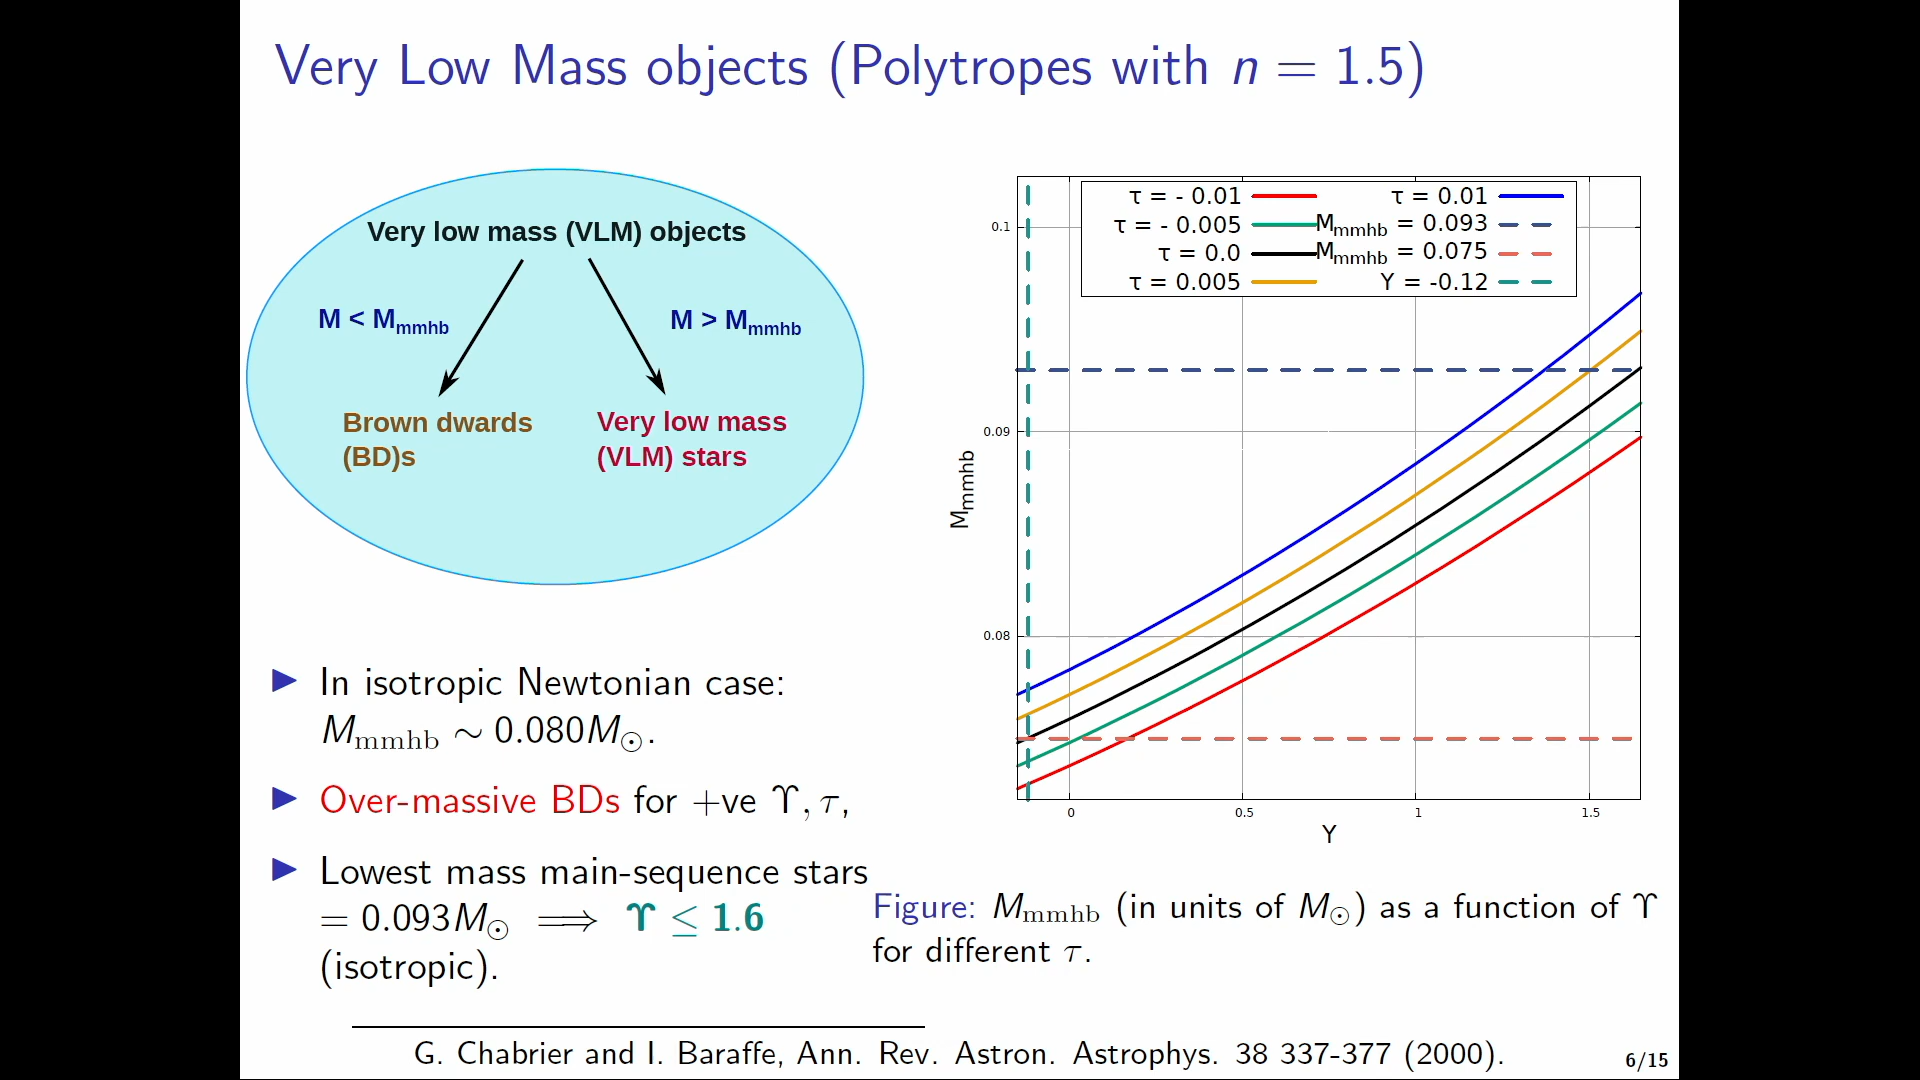 Very Low Mass objects (Polytropes with n = 1.5)
Very low mass (VLM) objects
M < Mmmhb
M > Mmmhb
Brown dwards
(BD)s
Very low mass
(VLM) stars
In isotropic Newtonian case:
Mmmhb ∼ 0.080M⊙.
Over-massive BDs for +ve ϒ, τ,
Lowest mass main-sequence stars
= 0.093M⊙ ⟹ ϒ ≤ 1.6
(isotropic).
τ = - 0.01
τ = - 0.005
τ = 0.0
τ = 0.005
τ = 0.01
Mmmhb = 0.093
Mmmhb = 0.075
Υ = -0.12
0.1
0.09
0.08
Mmmhb
0
0.5
1
1.5
Υ
Figure: Mmmhb (in units of M⊙) as a function of ϒ
for different τ.
G. Chabrier and I. Baraffe, Ann. Rev. Astron. Astrophys. 38 337-377 (2000).
6/15